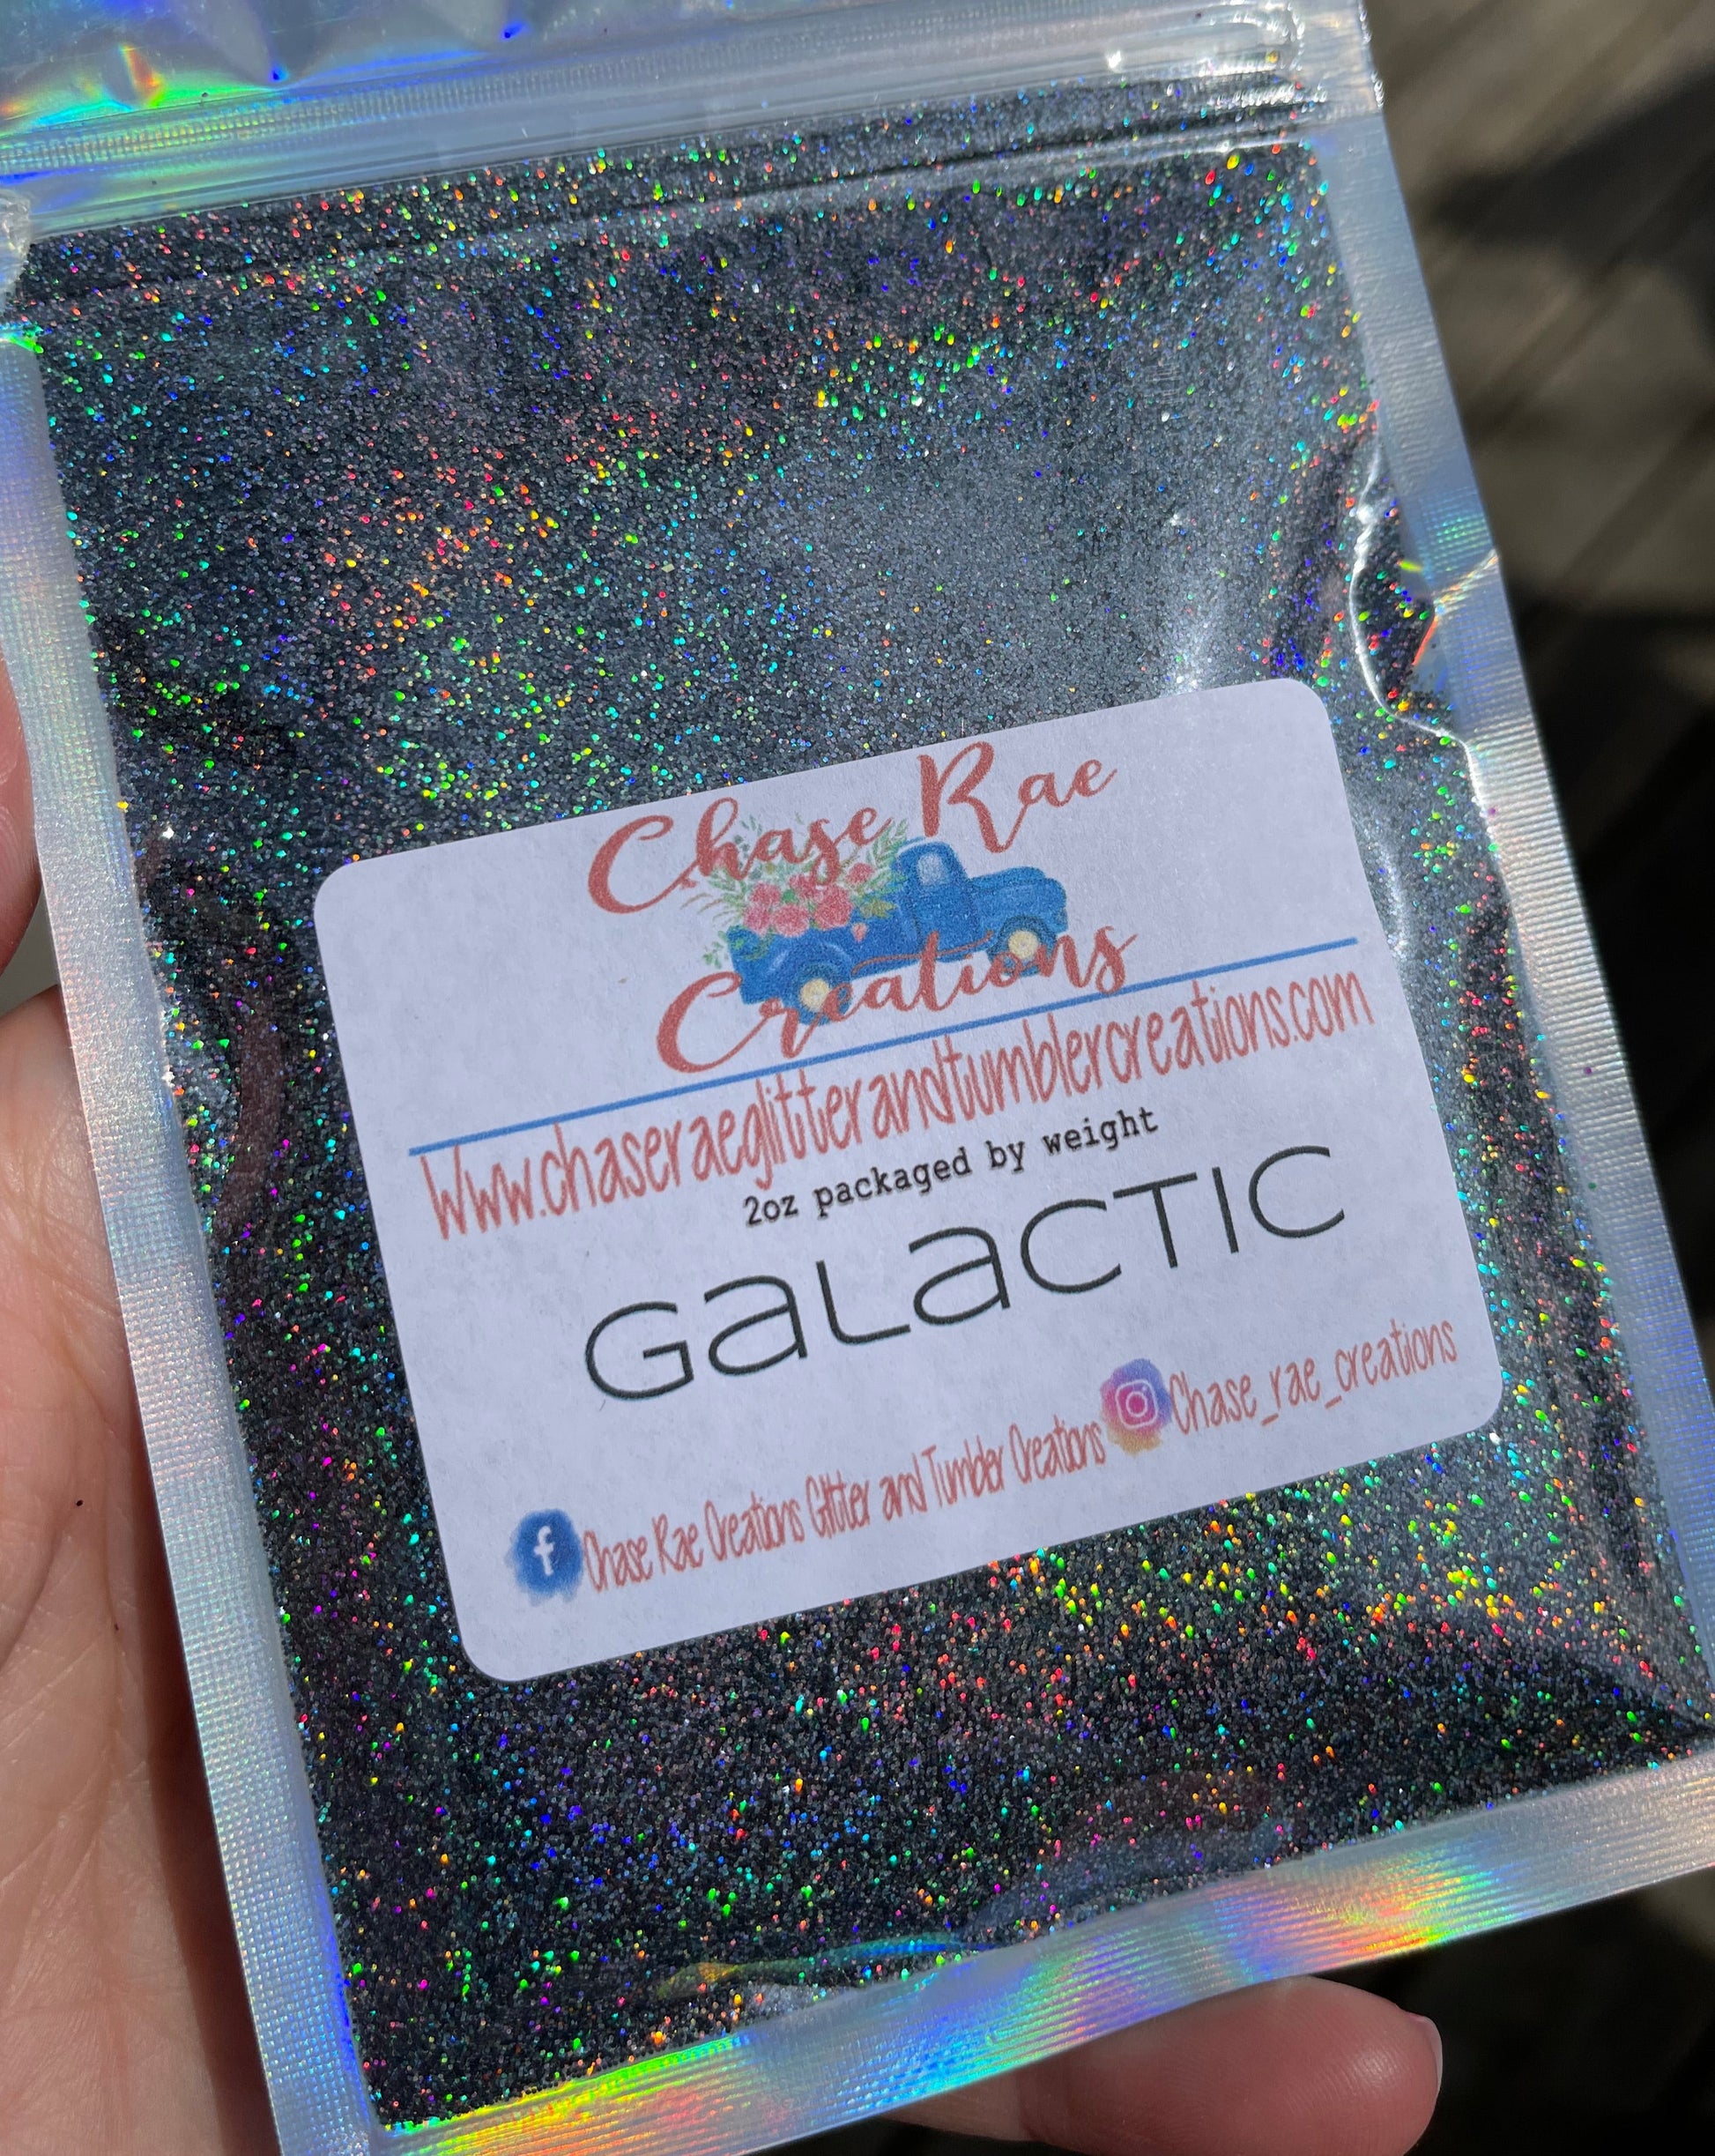 Chase Rae
Creations
Www.chaseraeglitterandtumblercreations.com
2oz packaged by weight
GaLacTIC
Chase Rae Creations Glitter and Tumbler Creations
Chase_rae_creations